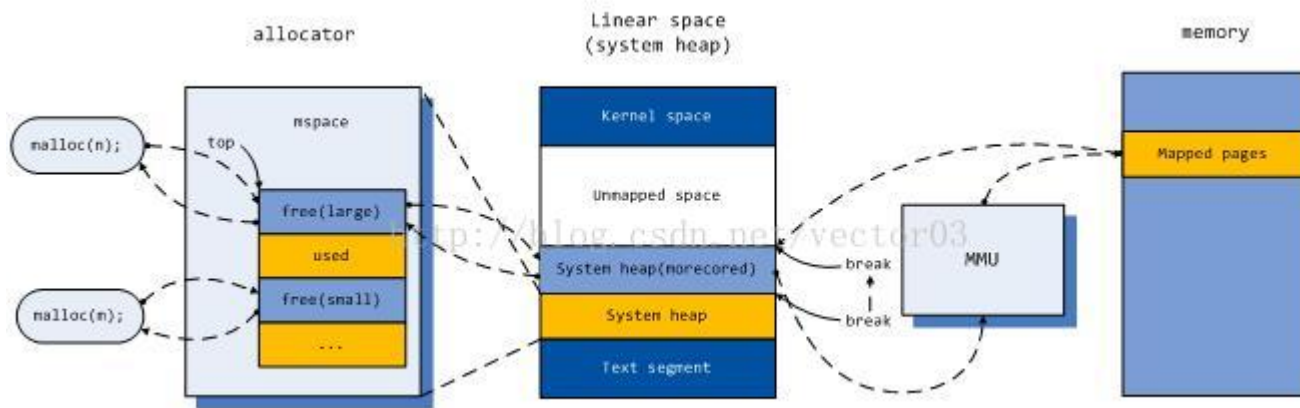 allocator
Linear space
(system heap)
memory
mspace
Kernel space
malloc(n);
top
Mapped pages
free(large)
Unmapped space
http://blog.csdn.net/vector03
used
System heap(morecored)
break
MMU
free(small)
malloc(m);
System heap
break
...
Text segment